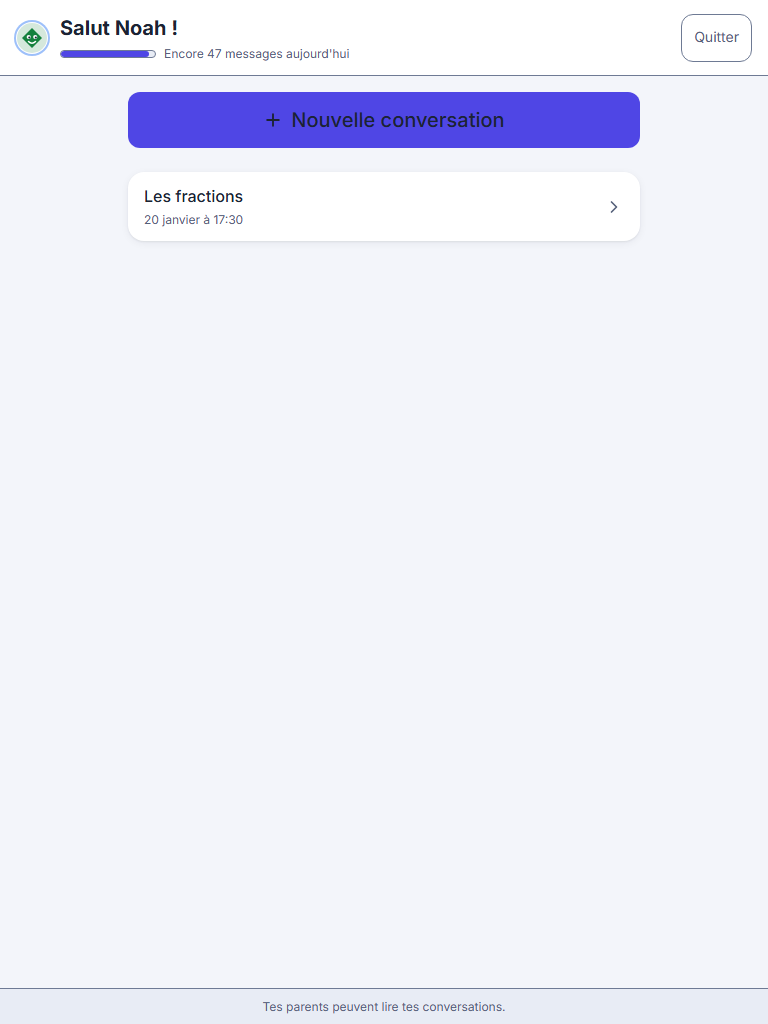 Salut Noah !
Encore 47 messages aujourd'hui
Quitter
+ Nouvelle conversation
Les fractions
20 janvier à 17:30
Tes parents peuvent lire tes conversations.